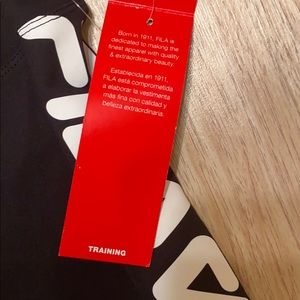 Born in 1911, FILA is
dedicated to making the
finest apparel with quality
& extraordinary beauty.
Establecida en 1911,
FILA está comprometida
a elaborar la vestimenta
más fina con calidad y
belleza extraordinaria.
TRAINING